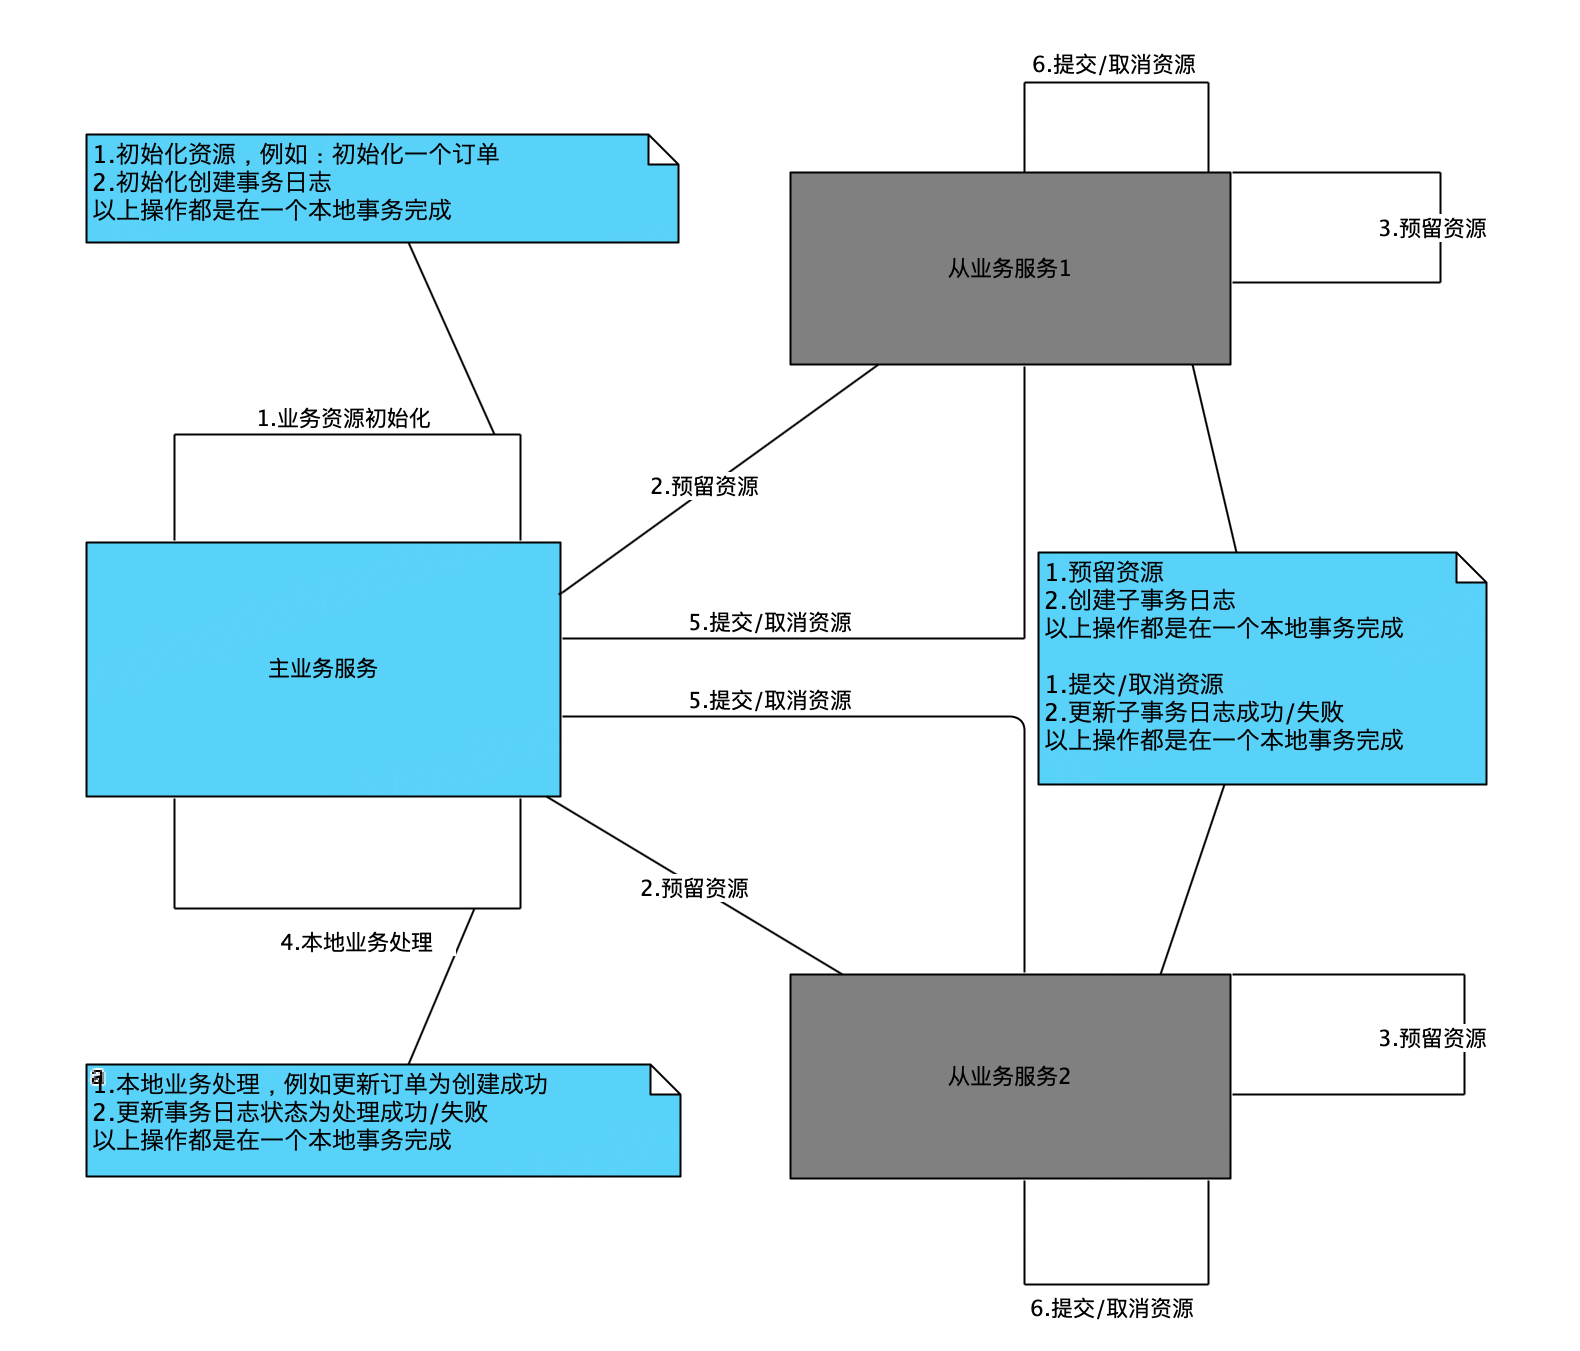 6.提交/取消资源
1.初始化资源，例如：初始化一个订单
2.初始化创建事务日志
以上操作都是在一个本地事务完成
3.预留资源
从业务服务1
1.业务资源初始化
2.预留资源
1.预留资源
2.创建子事务日志
以上操作都是在一个本地事务完成
1.提交/取消资源
2.更新子事务日志成功/失败
以上操作都是在一个本地事务完成
5.提交/取消资源
主业务服务
5.提交/取消资源
2.预留资源
4.本地业务处理
3.预留资源
从业务服务2
a
1.本地业务处理，例如更新订单为创建成功
2.更新事务日志状态为处理成功/失败
以上操作都是在一个本地事务完成
6.提交/取消资源